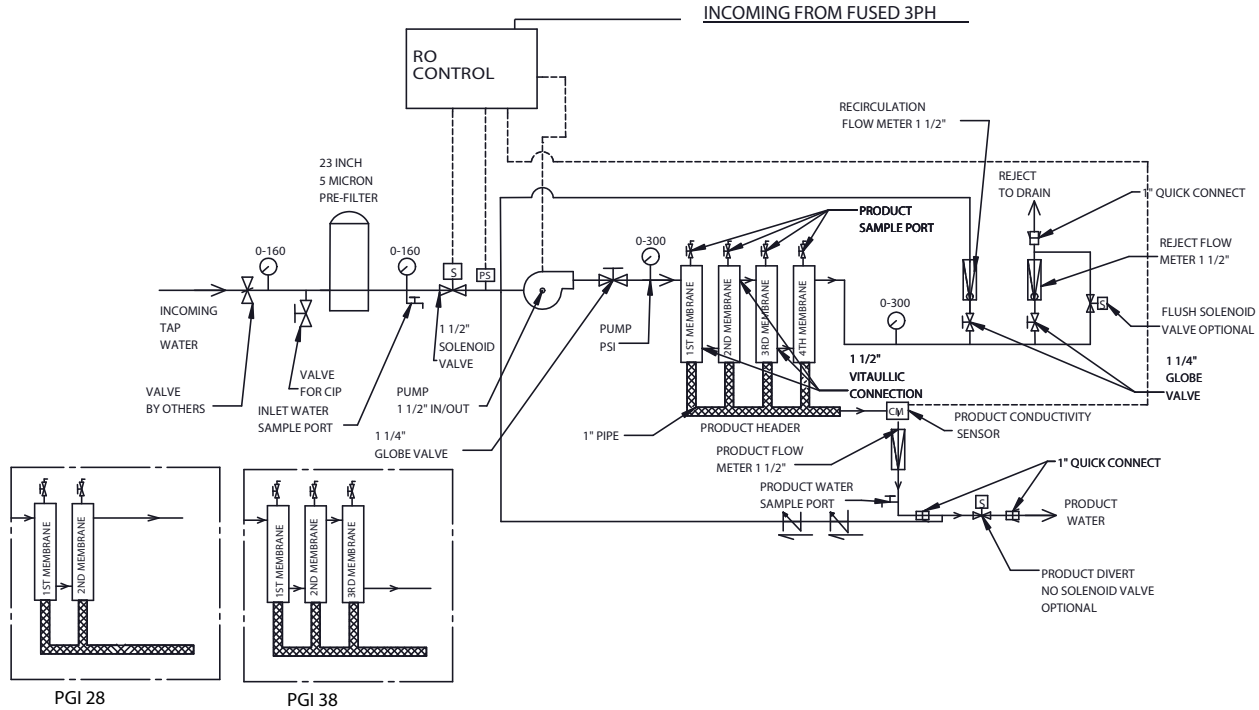 INCOMING FROM FUSED 3PH
RO
CONTROL
RECIRCULATION
FLOW METER 1 1/2"
23 INCH
5 MICRON
PRE-FILTER
REJECT
TO DRAIN
1" QUICK CONNECT
PRODUCT
SAMPLE PORT
REJECT FLOW
METER 1 1/2"
0-160
0-160
S
PS
0-300
1ST MEMBRANE
2ND MEMBRANE
3RD MEMBRANE
4TH MEMBRANE
0-300
S
FLUSH SOLENOID
VALVE OPTIONAL
INCOMING
TAP
WATER
1 1/2"
SOLENOID
VALVE
PUMP
PSI
1 1/2"
VITAULLIC
CONNECTION
1 1/4"
GLOBE
VALVE
VALVE
BY OTHERS
VALVE
FOR CIP
INLET WATER
SAMPLE PORT
PUMP
1 1/2" IN/OUT
CM
PRODUCT CONDUCTIVITY
SENSOR
1 1/4"
GLOBE VALVE
1" PIPE
PRODUCT HEADER
PRODUCT FLOW
METER 1 1/2"
1" QUICK CONNECT
PRODUCT WATER
SAMPLE PORT
S
PRODUCT
WATER
PRODUCT DIVERT
NO SOLENOID VALVE
OPTIONAL
1ST MEMBRANE
2ND MEMBRANE
PGI 28
1ST MEMBRANE
2ND MEMBRANE
3RD MEMBRANE
PGI 38